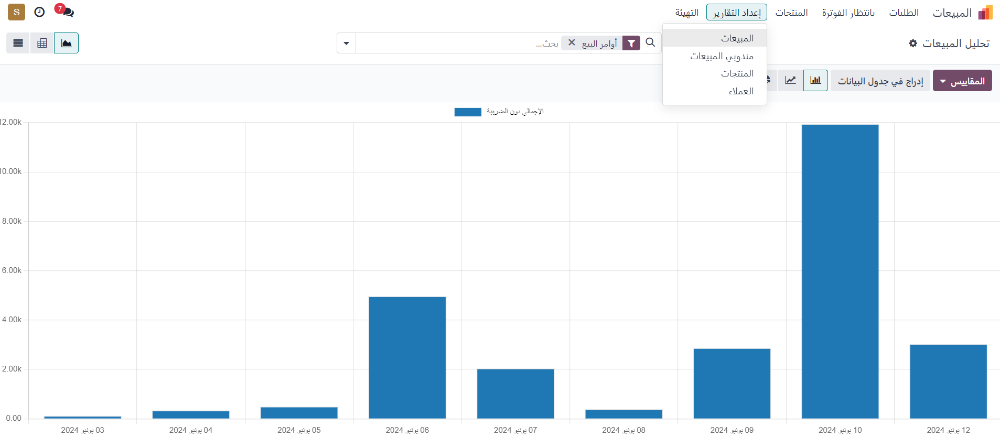 المبيعات الطلبات بانتظار الفوترة المنتجات إعداد التقارير التهيئة 7 S
تحليل المبيعات أوامر البيع بحث...
المبيعات
مندوبي المبيعات
المنتجات
العملاء
المقاييس إدراج في جدول البيانات
الإجمالي دون الضريبة
12.00k
10.00k
8.00k
6.00k
4.00k
2.00k
0.00
03 يونيو 2024 04 يونيو 2024 05 يونيو 2024 06 يونيو 2024 07 يونيو 2024 08 يونيو 2024 09 يونيو 2024 10 يونيو 2024 12 يونيو 2024